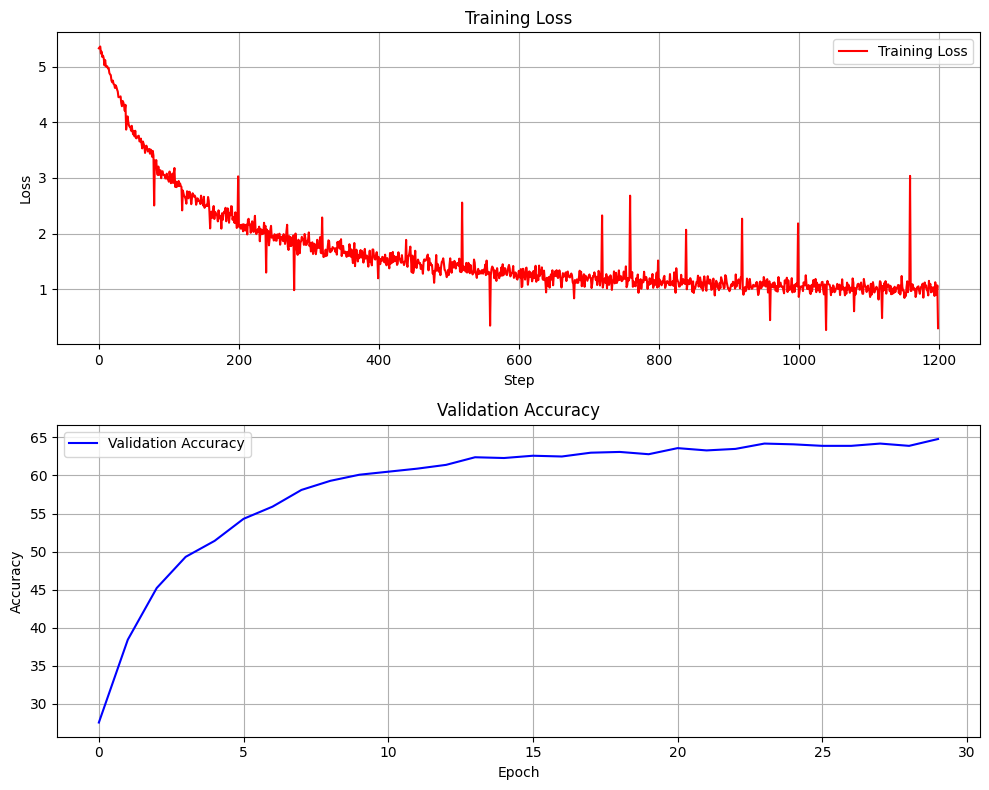 Training Loss
Training Loss
5
4
3
2
1
Loss
0 200 400 600 800 1000 1200
Step
Validation Accuracy
Validation Accuracy
65
60
55
50
45
40
35
30
Accuracy
0 5 10 15 20 25 30
Epoch